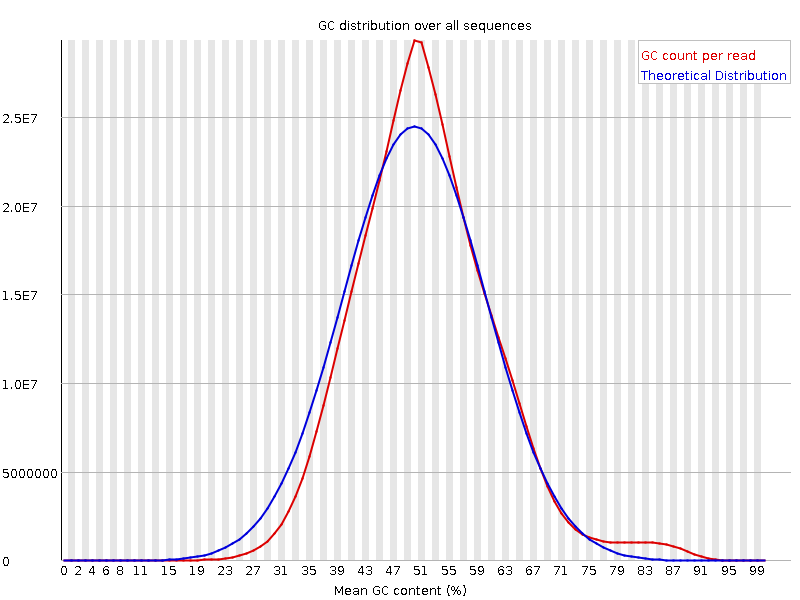 GC distribution over all sequences
GC count per read
Theoretical Distribution
2.5E7
2.0E7
1.5E7
1.0E7
5000000
0
0 2 4 6 8 11 15 19 23 27 31 35 39 43 47 51 55 59 63 67 71 75 79 83 87 91 95 99
Mean GC content (%)